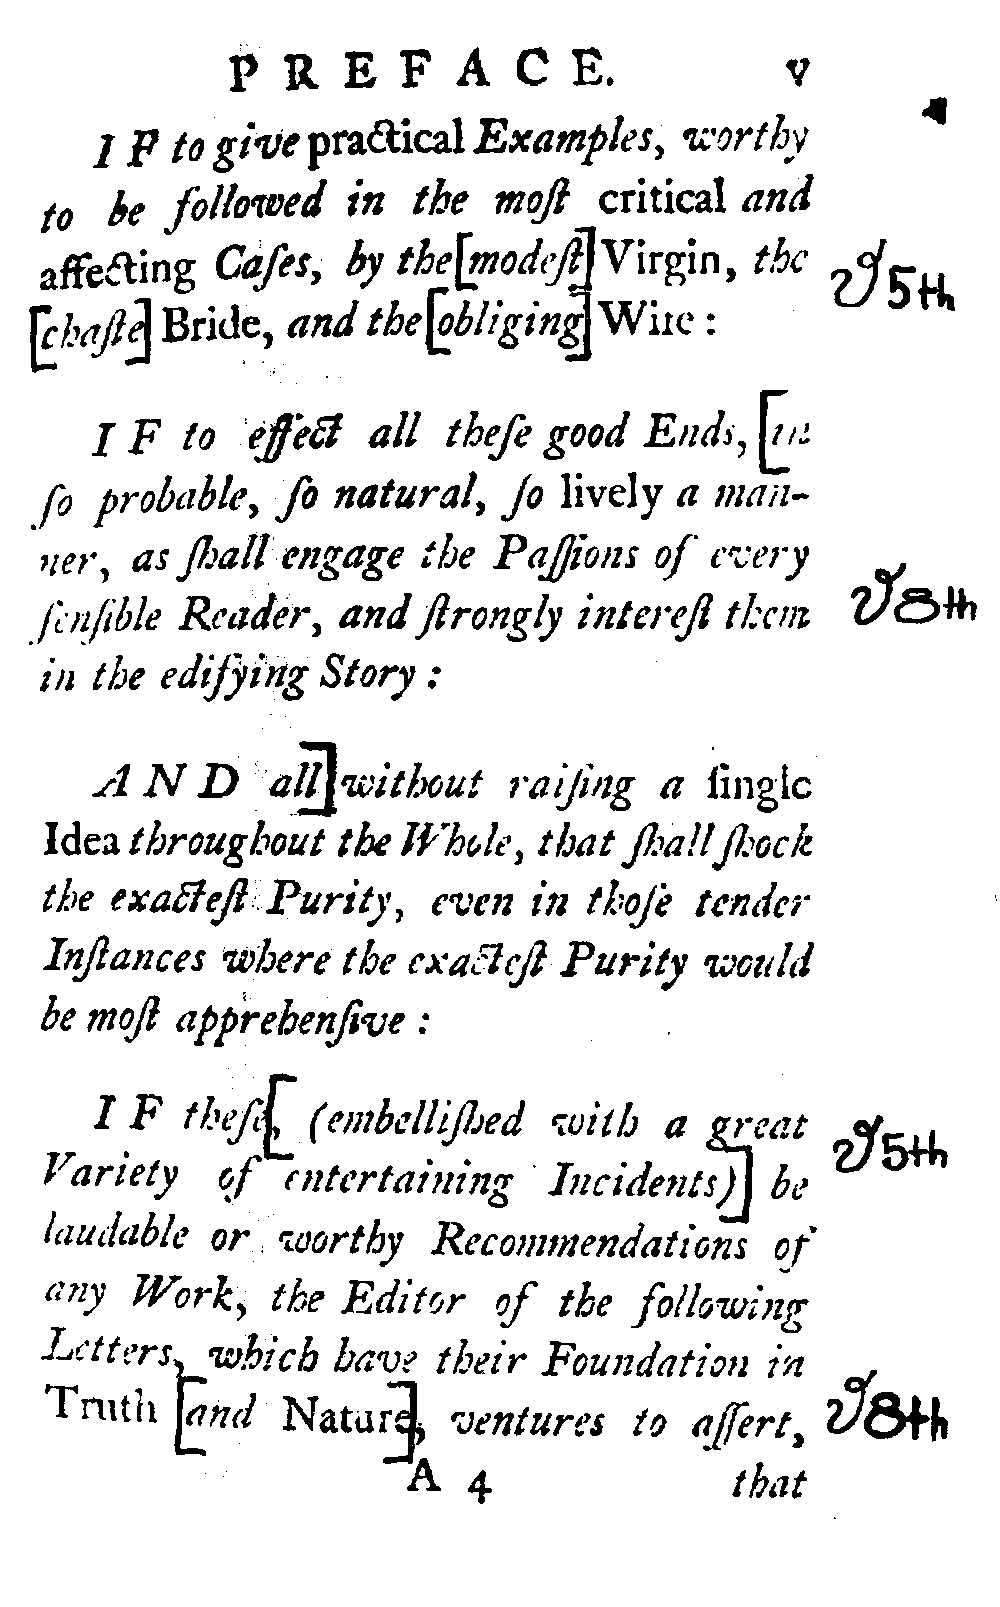 PREFACE. v
IF to give practical Examples, worthy
to be followed in the moſt critical and
affecting Caſes, by the [modeſt] Virgin, the
[chaſte] Bride, and the [obliging] Wife :
v 5th
IF to effect all theſe good Ends, [in
ſo probable, ſo natural, ſo lively a man-
ner, as ſhall engage the Paſſions of every
ſenſible Reader, and ſtrongly intereſt them
in the edifying Story :
v 8th
AND all] without raiſing a ſingle
Idea throughout the Whole, that ſhall ſhock
the exacteſt Purity, even in thoſe tender
Inſtances where the exacteſt Purity would
be moſt apprehenſive :
IF theſe[, (embelliſhed with a great
Variety of entertaining Incidents)] be
v 5th
laudable or worthy Recommendations of
any Work, the Editor of the following
Letters, which have their Foundation in
Truth [and Nature], ventures to aſſert,
v 8th
A 4 that